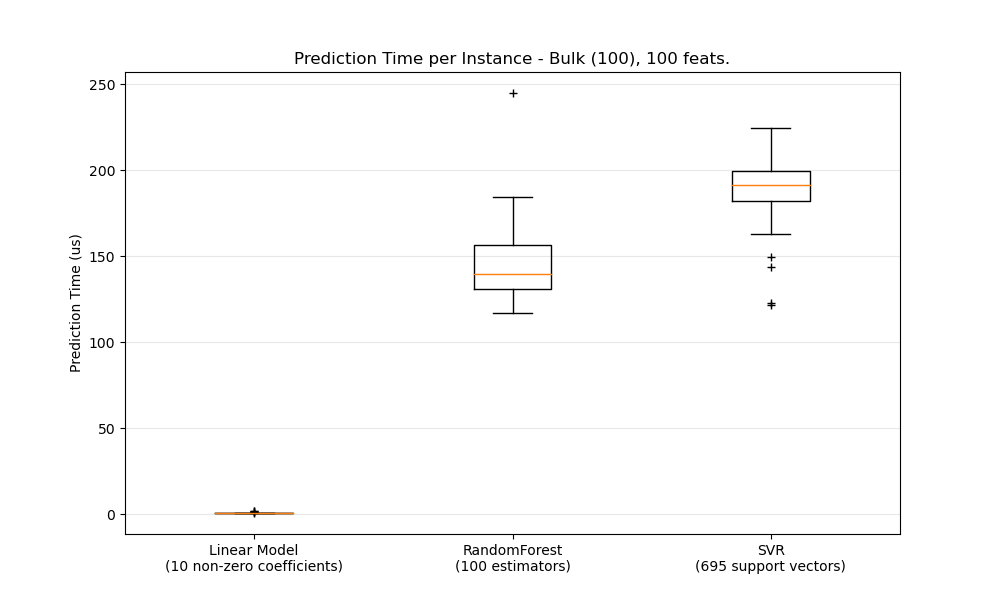 Prediction Time per Instance - Bulk (100), 100 feats.
Prediction Time (us)
250
200
150
100
50
0
Linear Model
(10 non-zero coefficients)
RandomForest
(100 estimators)
SVR
(695 support vectors)